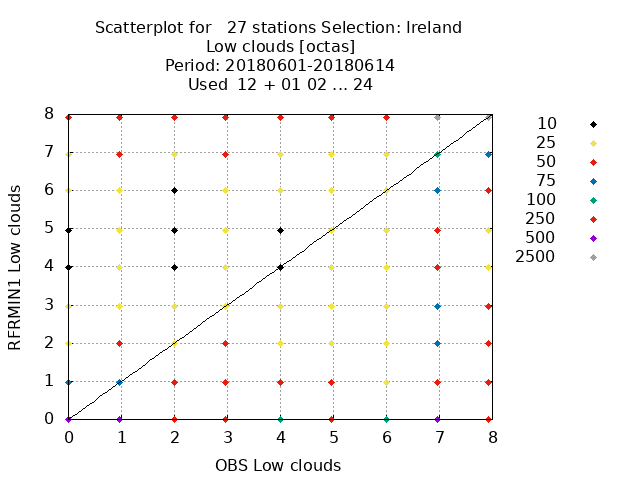 Scatterplot for   27 stations Selection: Ireland
Low clouds [octas]
Period: 20180601-20180614
Used  12 + 01 02 ... 24
8
7
6
5
4
3
2
1
0
RFRMIN1 Low clouds
0 1 2 3 4 5 6 7 8
OBS Low clouds
10
25
50
75
100
250
500
2500